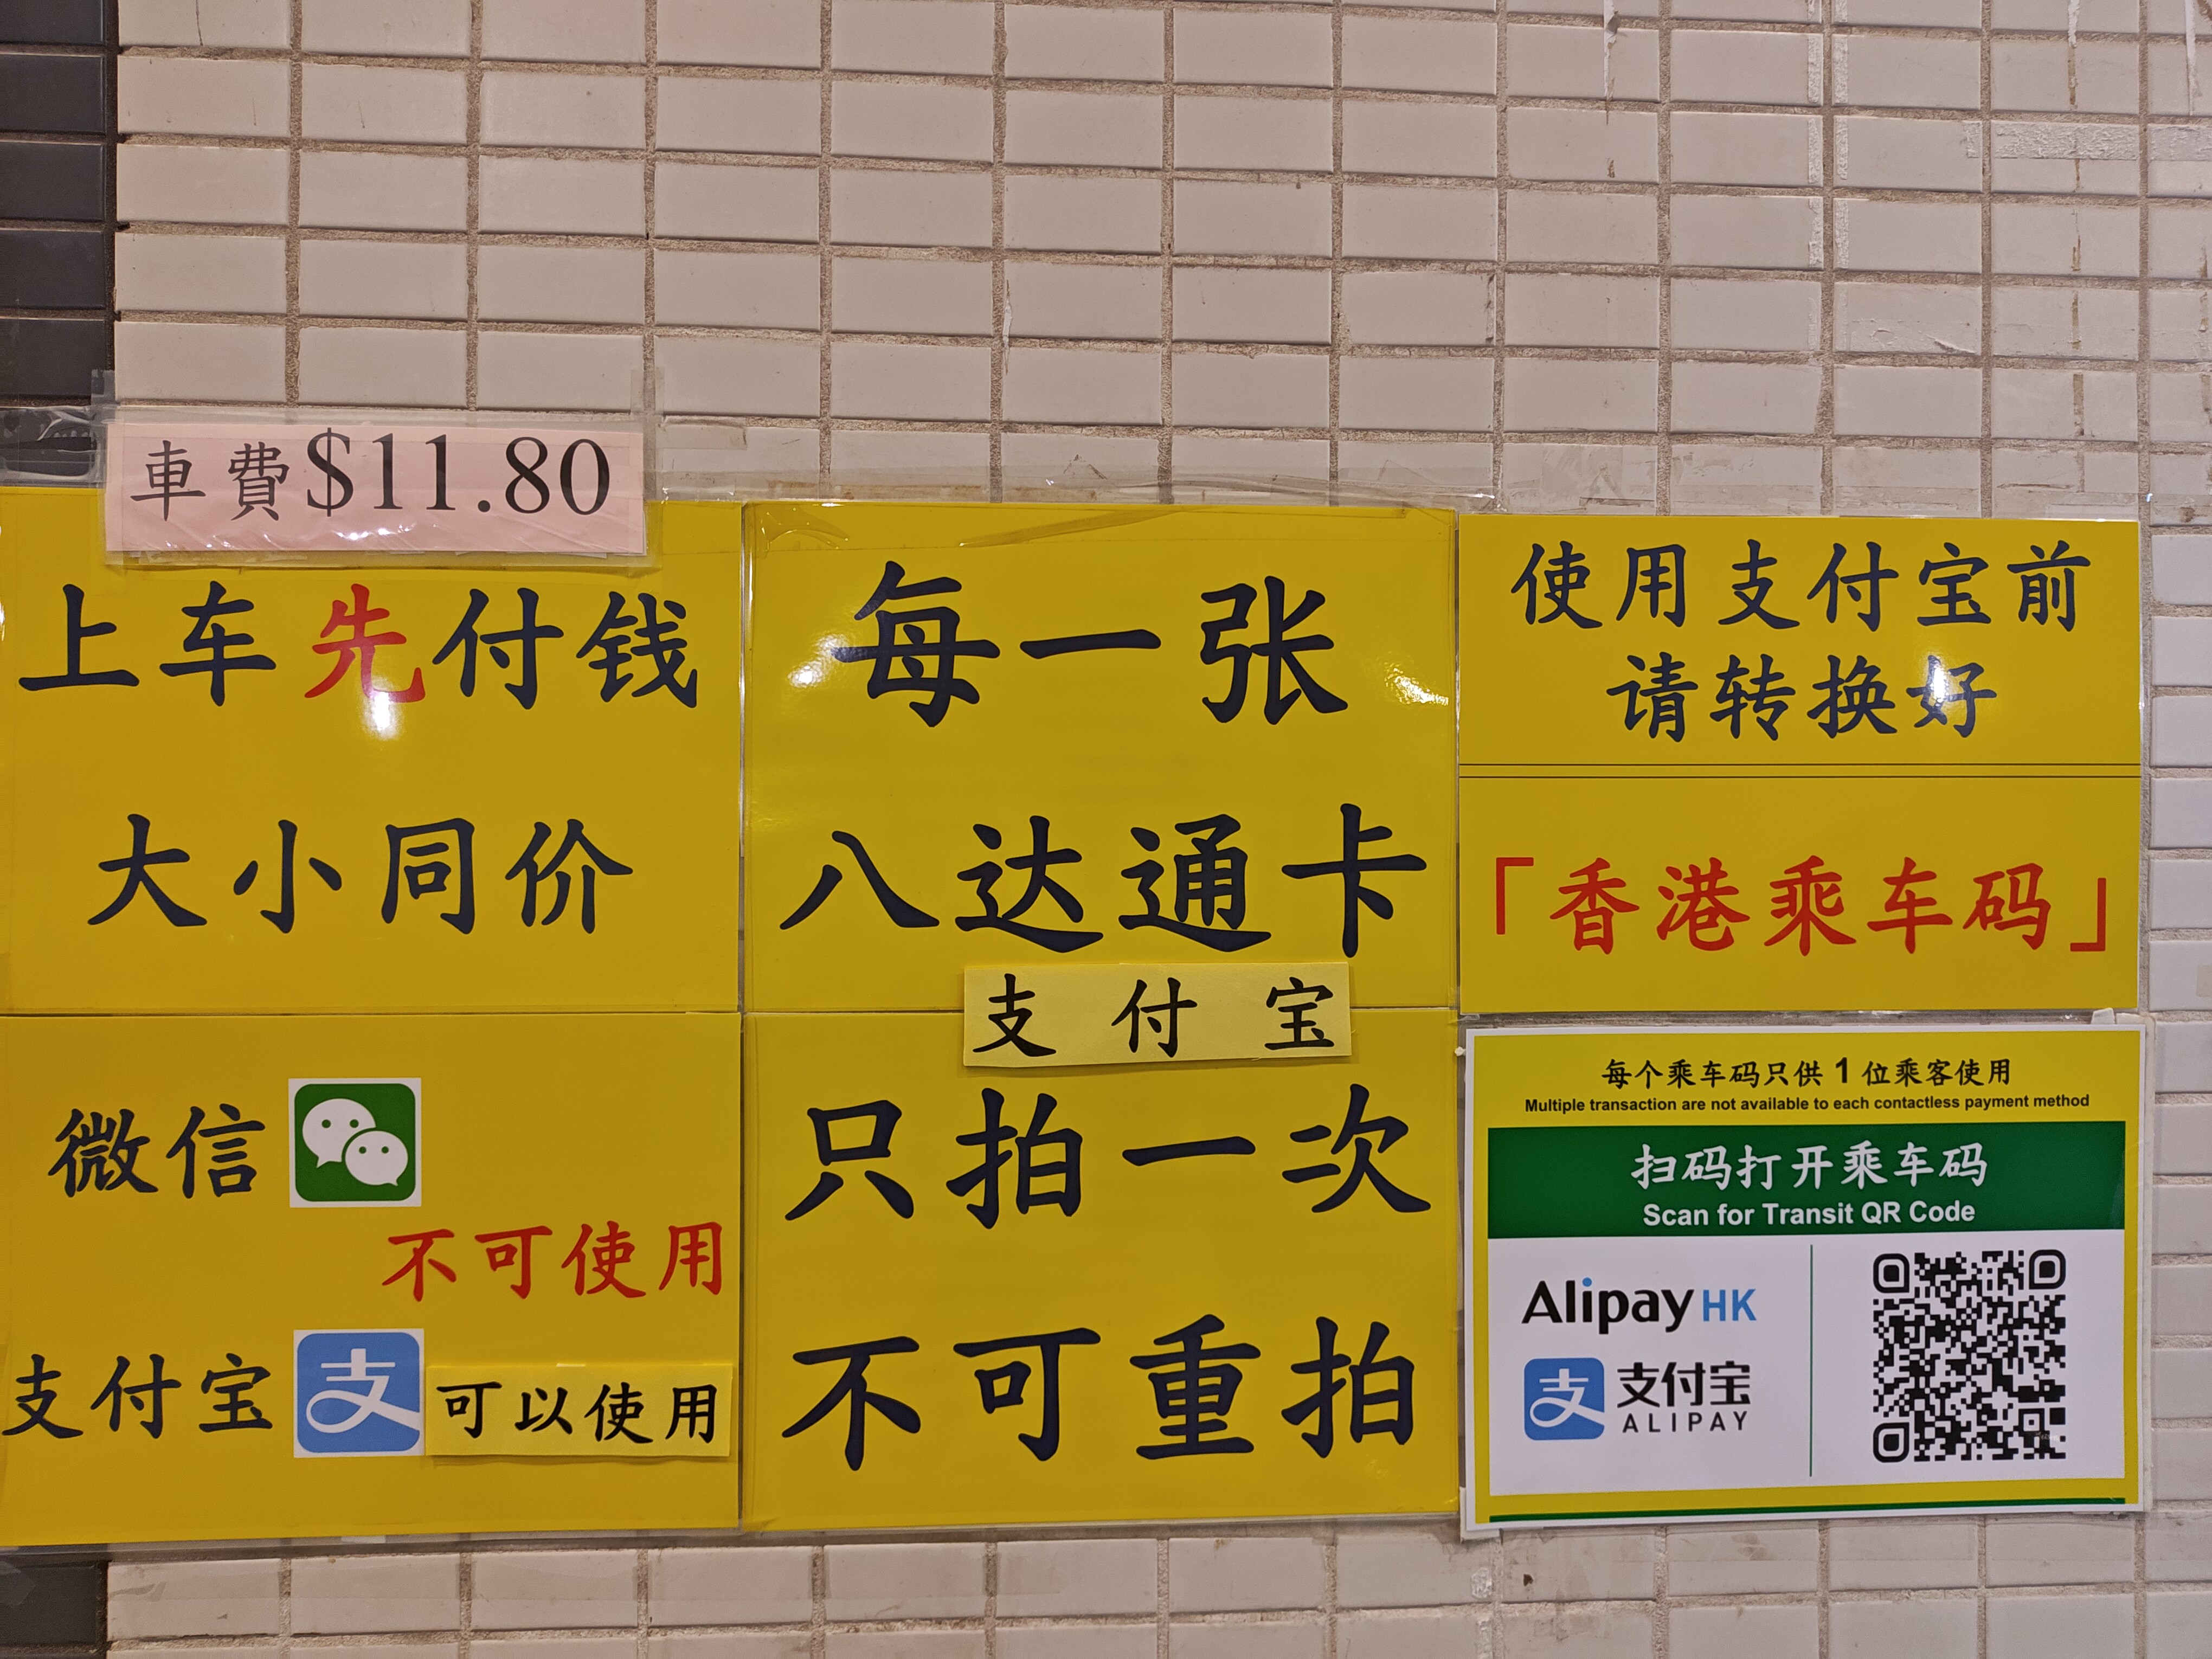 車費$11.80
上车先付钱
大小同价
微信
不可使用
支付宝 支 可以使用
每一张
八达通卡
支付宝
只拍一次
不可重拍
使用支付宝前
请转换好
「香港乘车码」
每个乘车码只供 1 位乘客使用
Multiple transaction are not available to each contactless payment method
扫码打开乘车码
Scan for Transit QR Code
Alipay HK
支 支付宝
ALIPAY